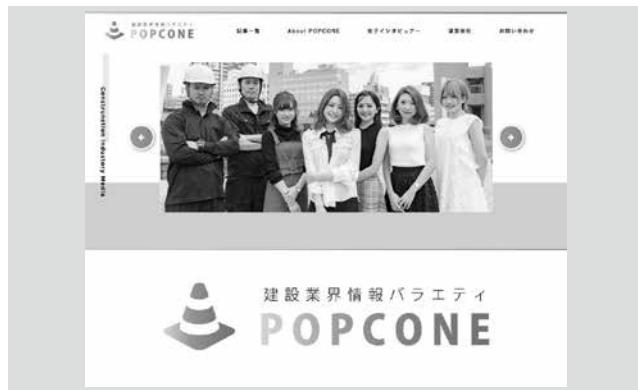 建設業界情報バラエティ
POPCONE
記事一覧
About POPCONE
女子インタビュアー
運営会社
お問い合わせ
Construction Industry Media
建設業界情報バラエティ
POPCONE